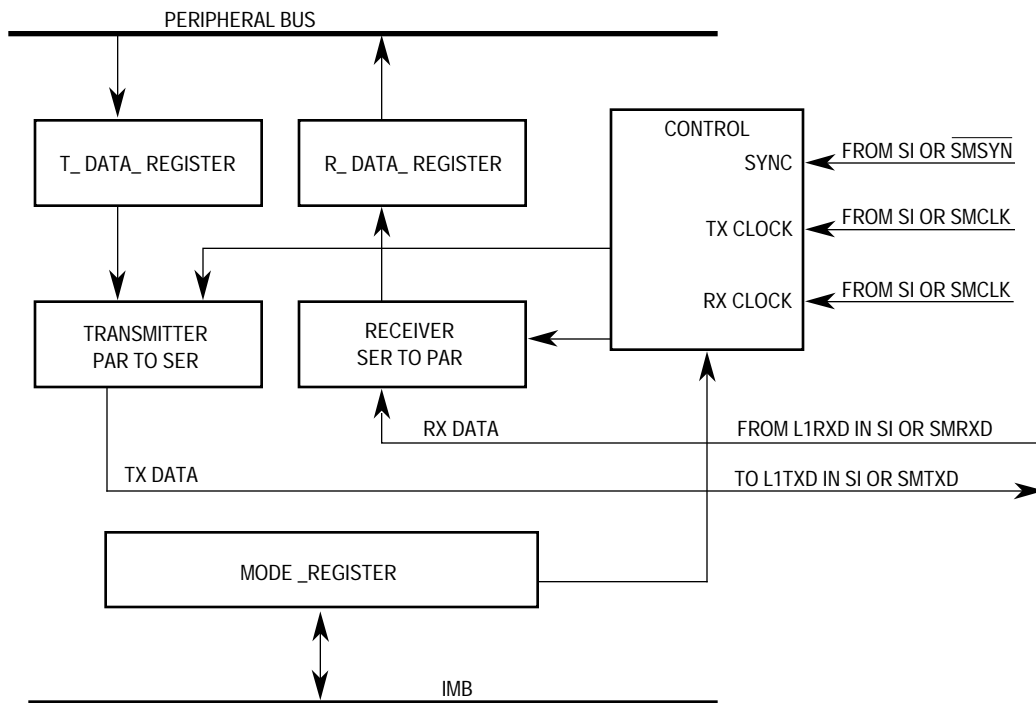 PERIPHERAL BUS
CONTROL
T_ DATA_ REGISTER
R_ DATA_ REGISTER
SYNC
FROM SI OR SMSYN
TX CLOCK
FROM SI OR SMCLK
RX CLOCK
FROM SI OR SMCLK
TRANSMITTER
PAR TO SER
RECEIVER
SER TO PAR
RX DATA
FROM L1RXD IN SI OR SMRXD
TX DATA
TO L1TXD IN SI OR SMTXD
MODE _REGISTER
IMB